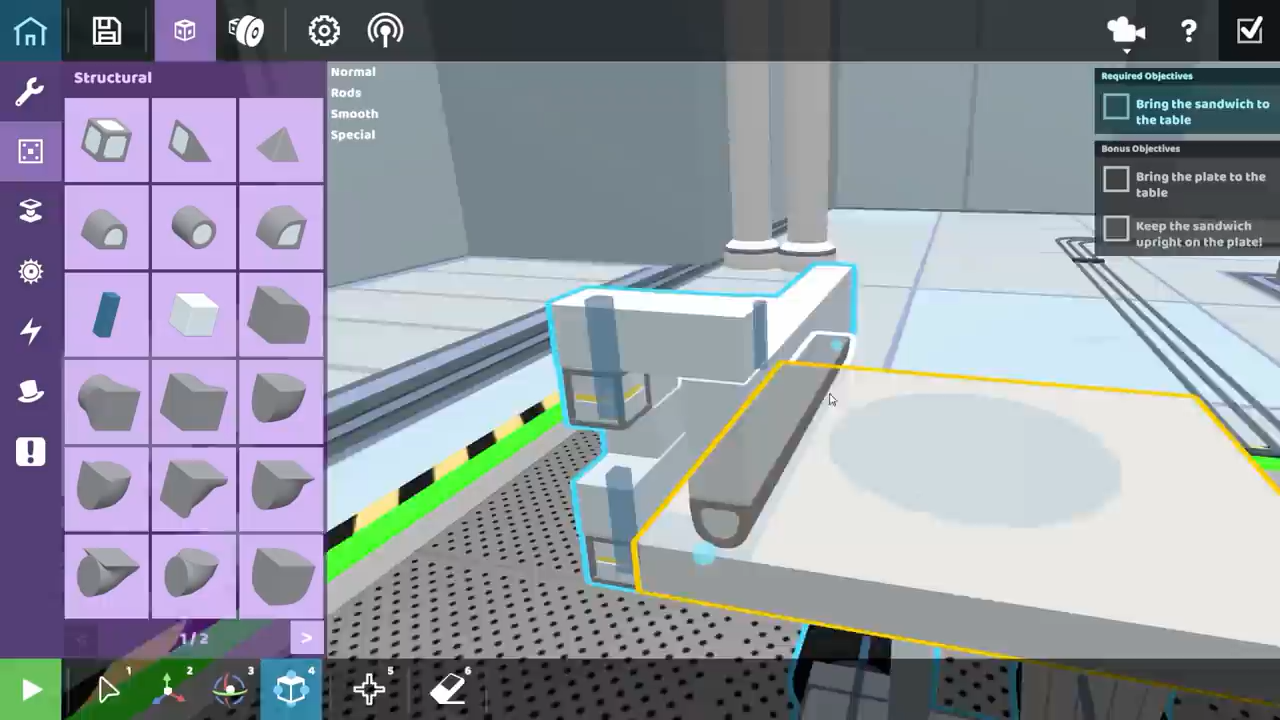 Structural
Normal
Rods
Smooth
Special
Required Objectives
Bring the sandwich to
the table
Bonus Objectives
Bring the plate to the
table
Keep the sandwich
upright on the plate!
1/2
>
1
2
3
4
5
6